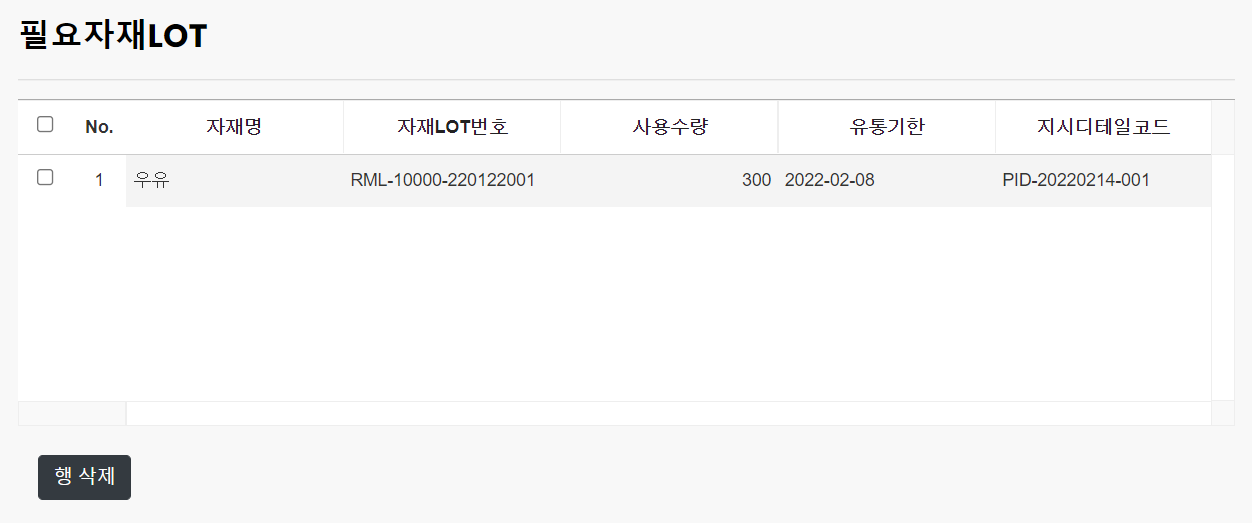 필요자재LOT
No. 자재명 자재LOT번호 사용수량 유통기한 지시디테일코드
1 우유 RML-10000-220122001 300 2022-02-08 PID-20220214-001
행 삭제